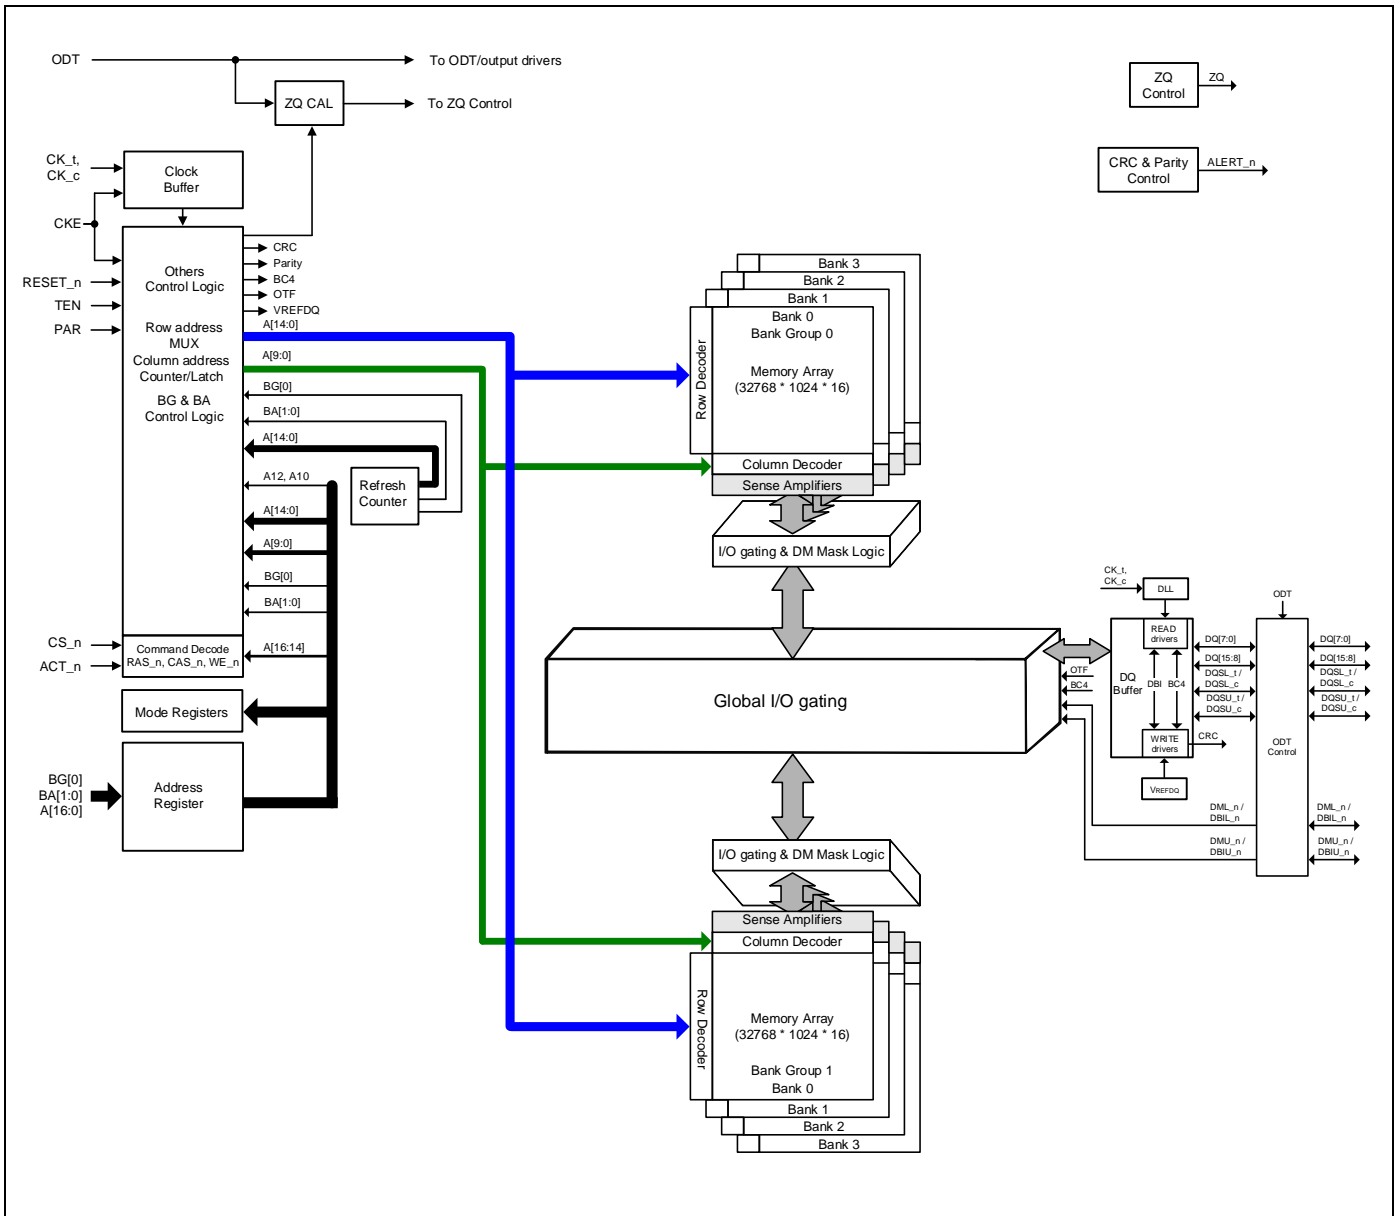 ODT
To ODT/output drivers
ZQ CAL
To ZQ Control
ZQ
Control
ZQ
CRC & Parity
Control
ALERT_n
CK_t,
CK_c
Clock
Buffer
CKE
RESET_n
TEN
PAR
Others
Control Logic
Row address
MUX
Column address
Counter/Latch
BG & BA
Control Logic
CRC
Parity
BC4
OTF
VREFDQ
A[14:0]
A[9:0]
BG[0]
BA[1:0]
A[14:0]
A12, A10
A[14:0]
A[9:0]
BG[0]
BA[1:0]
Refresh
Counter
CS_n
ACT_n
Command Decode
RAS_n, CAS_n, WE_n
A[16:14]
Mode Registers
BG[0]
BA[1:0]
A[16:0]
Address
Register
Bank 3
Bank 2
Bank 1
Bank 0
Bank Group 0
Row Decoder
Memory Array
(32768 * 1024 * 16)
Column Decoder
Sense Amplifiers
I/O gating & DM Mask Logic
Global I/O gating
I/O gating & DM Mask Logic
Sense Amplifiers
Column Decoder
Row Decoder
Memory Array
(32768 * 1024 * 16)
Bank Group 1
Bank 0
Bank 1
Bank 2
Bank 3
OTF
BC4
CK_t,
CK_c
DLL
READ
drivers
DQ
Buffer
DBI
BC4
WRITE
drivers
CRC
VREFDQ
DQ[7:0]
DQ[15:8]
DQSL_t /
DQSL_c
DQSU_t /
DQSU_c
DML_n /
DBIL_n
DMU_n /
DBIU_n
ODT
ODT
Control
DQ[7:0]
DQ[15:8]
DQSL_t /
DQSL_c
DQSU_t /
DQSU_c
DML_n /
DBIL_n
DMU_n /
DBIU_n